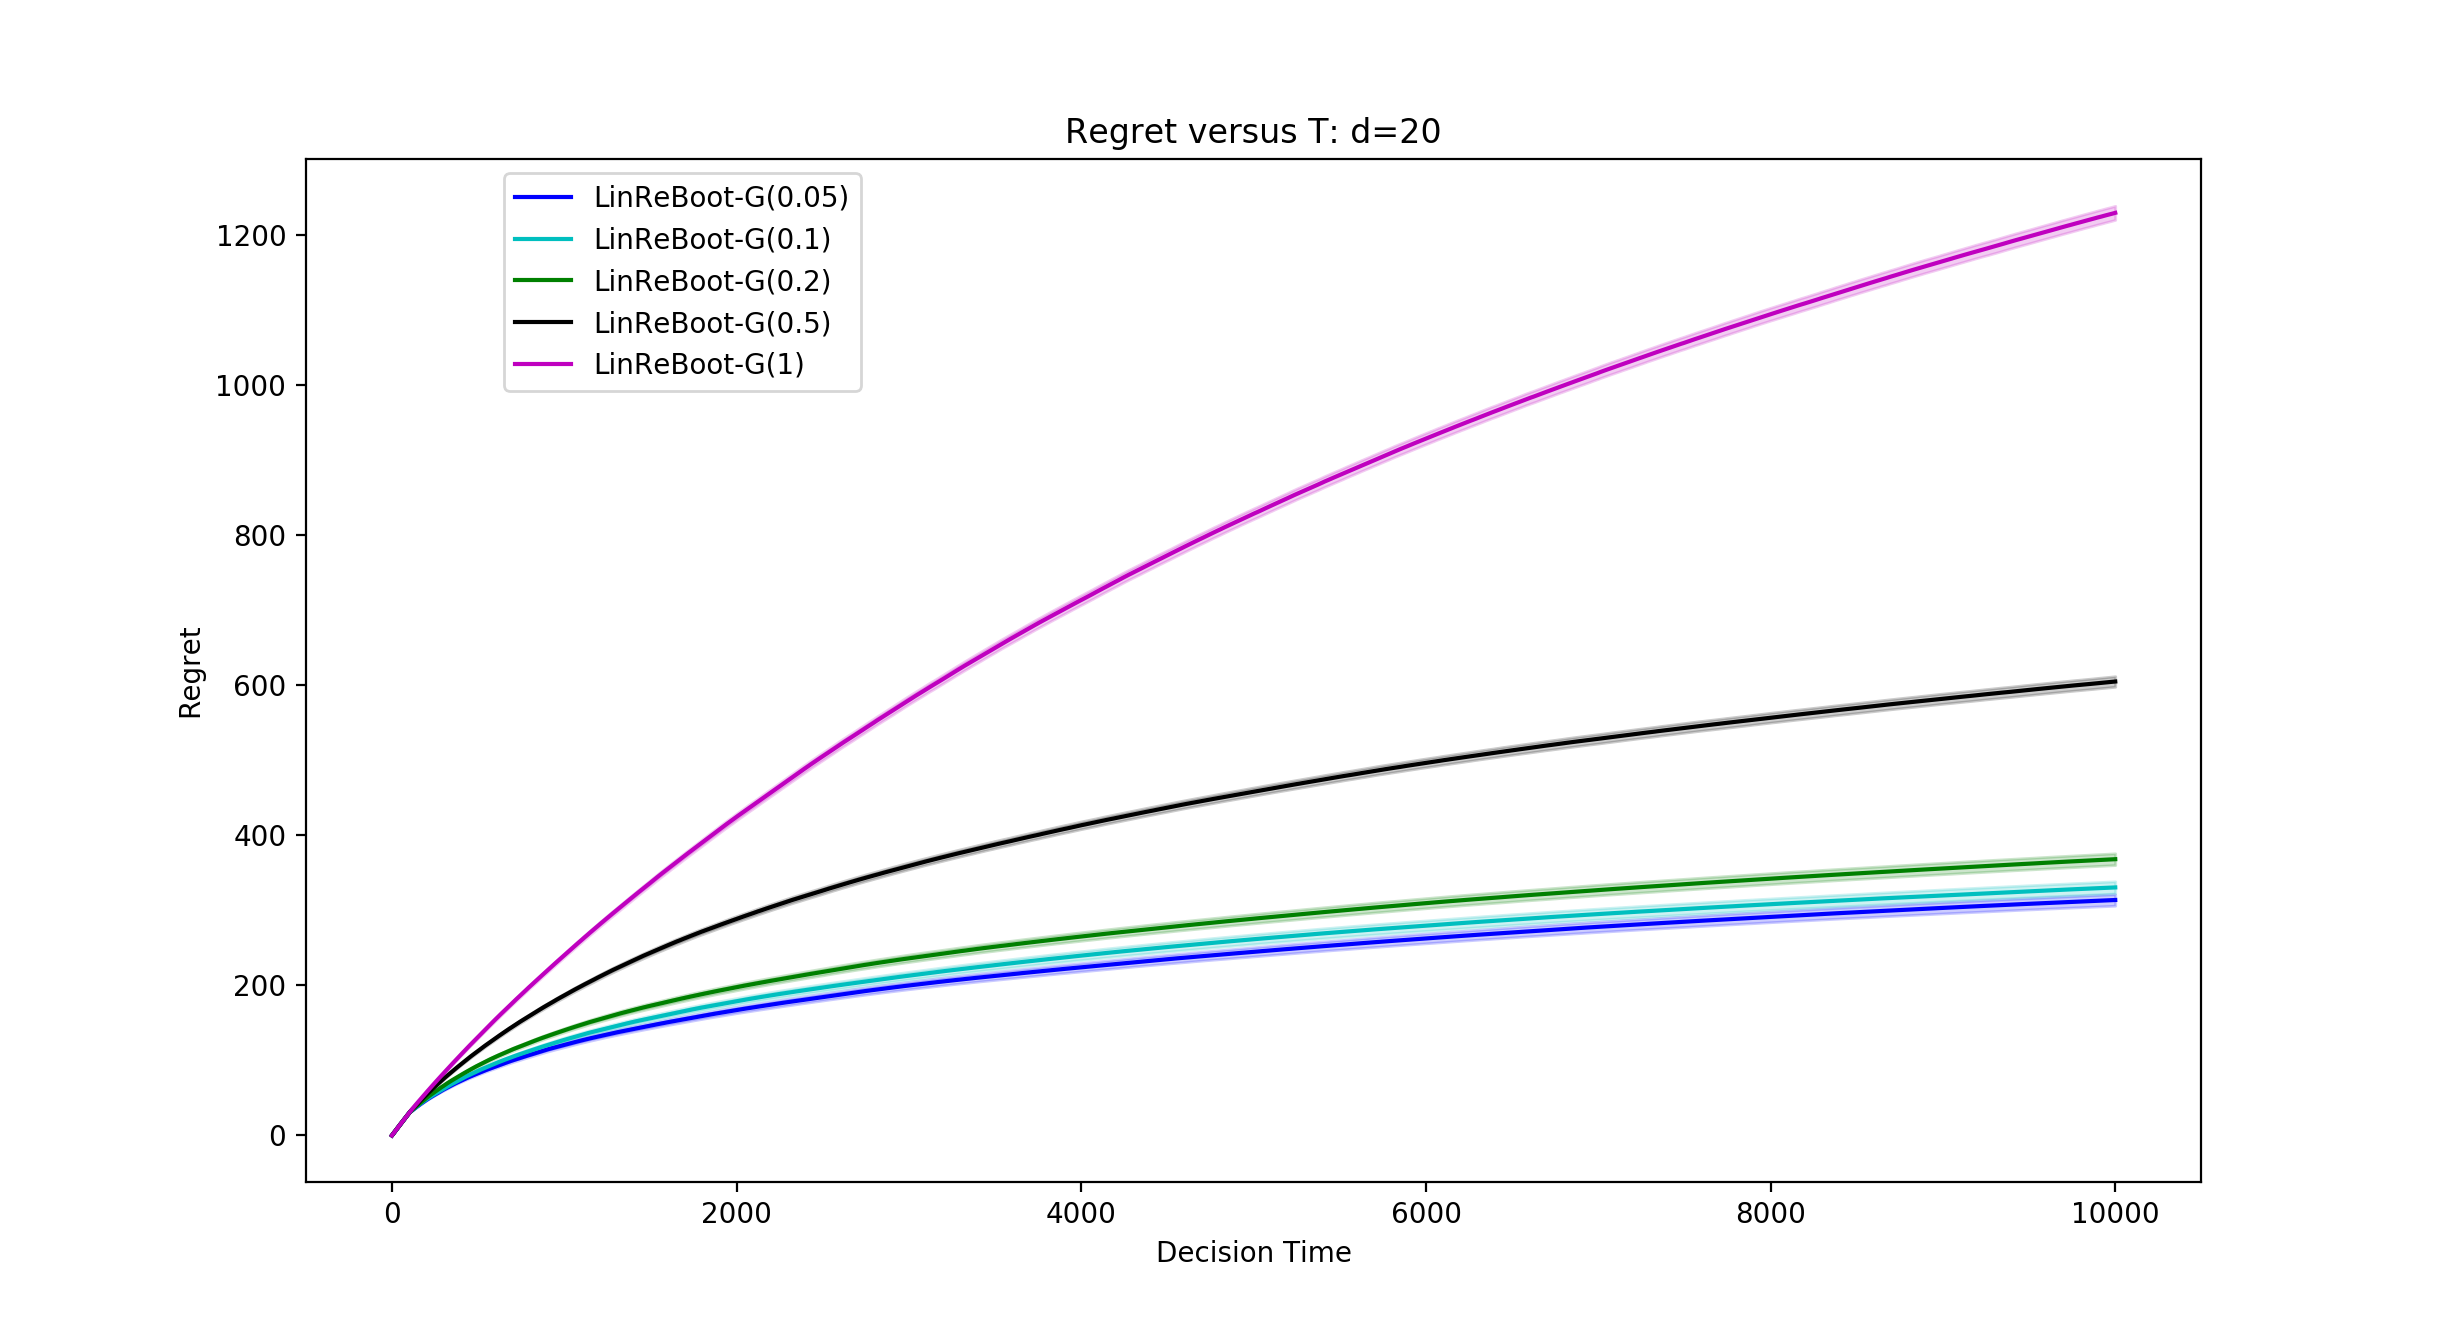 Regret versus T: d=20
LinReBoot-G(0.05)
LinReBoot-G(0.1)
LinReBoot-G(0.2)
LinReBoot-G(0.5)
LinReBoot-G(1)
1200
1000
800
600
400
200
0
Regret
0 2000 4000 6000 8000 10000
Decision Time